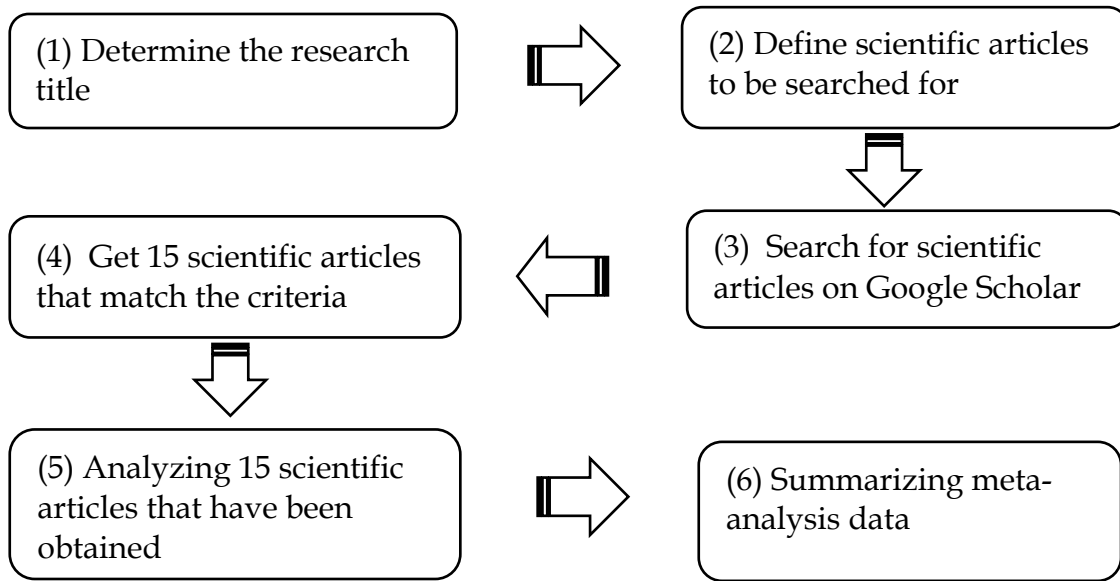 (1) Determine the research
title
(2) Define scientific articles
to be searched for
(3) Search for scientific
articles on Google Scholar
(4) Get 15 scientific articles
that match the criteria
(5) Analyzing 15 scientific
articles that have been
obtained
(6) Summarizing meta-
analysis data